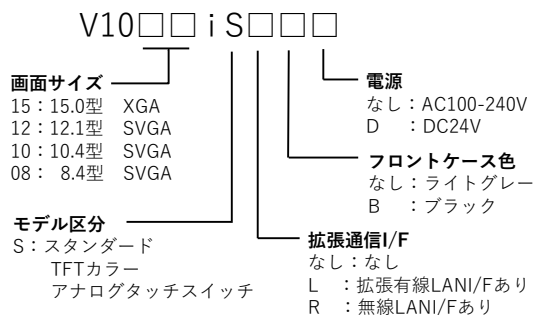 V10□□iS□□□
画面サイズ
15：15.0型 XGA
12：12.1型 SVGA
10：10.4型 SVGA
08： 8.4型 SVGA
モデル区分
S：スタンダード
TFTカラー
アナログタッチスイッチ
電源
なし：AC100-240V
D ：DC24V
フロントケース色
なし：ライトグレー
B ：ブラック
拡張通信I/F
なし：なし
L ：拡張有線LANI/Fあり
R ：無線LANI/Fあり